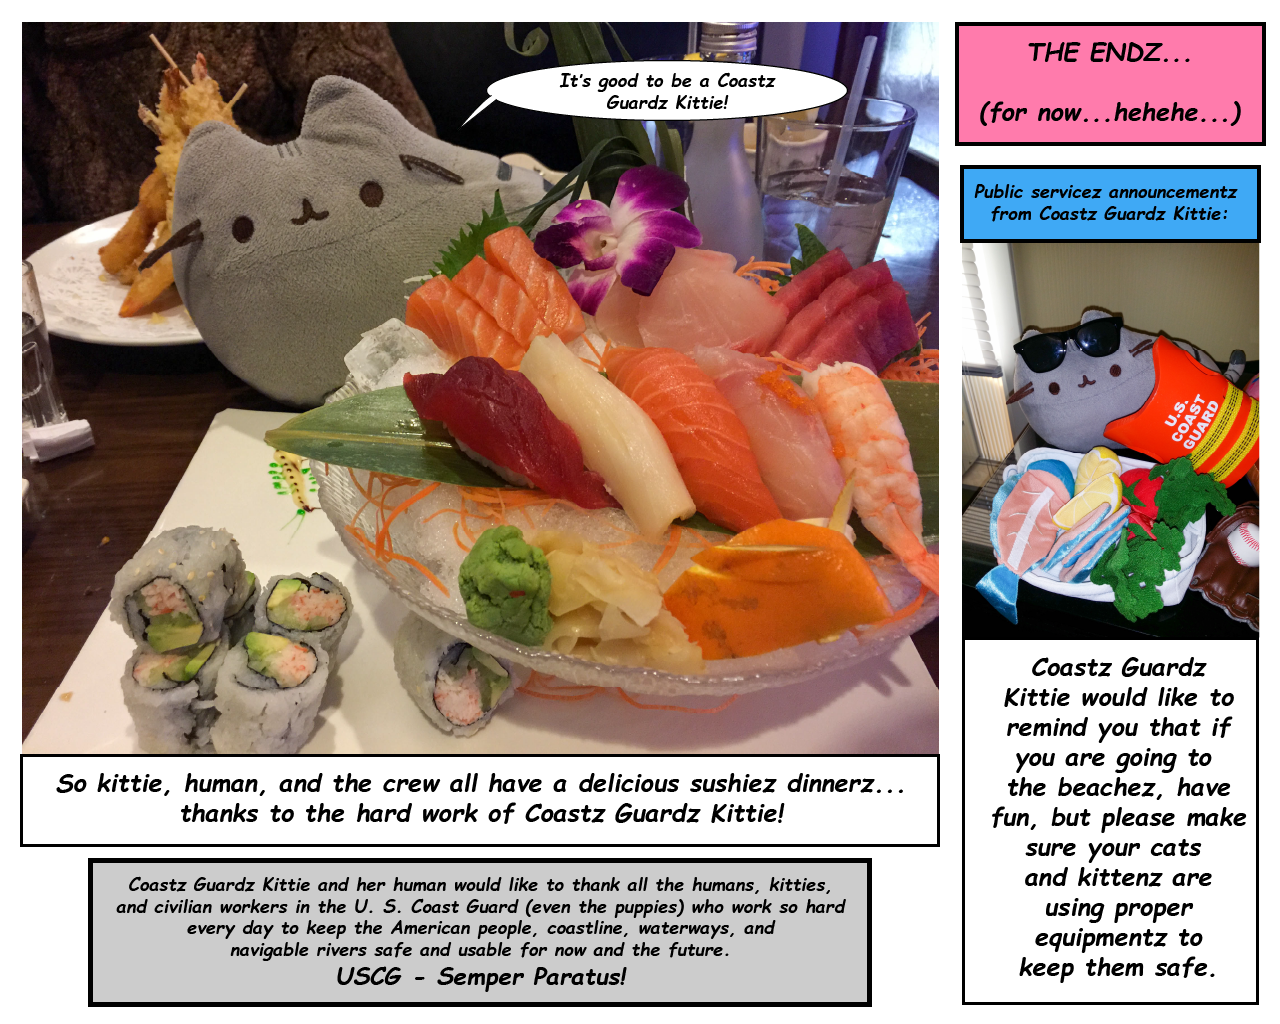 It's good to be a Coastz
Guardz Kittie!
So kittie, human, and the crew all have a delicious sushiez dinnerz...
thanks to the hard work of Coastz Guardz Kittie!
Coastz Guardz Kittie and her human would like to thank all the humans, kitties,
and civilian workers in the U. S. Coast Guard (even the puppies) who work so hard
every day to keep the American people, coastline, waterways, and
navigable rivers safe and usable for now and the future.
USCG - Semper Paratus!
THE ENDZ...
(for now...hehehe...)
Public servicez announcementz
from Coastz Guardz Kittie:
U.S.
COAST
GUARD
Coastz Guardz
Kittie would like to
remind you that if
you are going to
the beachez, have
fun, but please make
sure your cats
and kittenz are
using proper
equipmentz to
keep them safe.